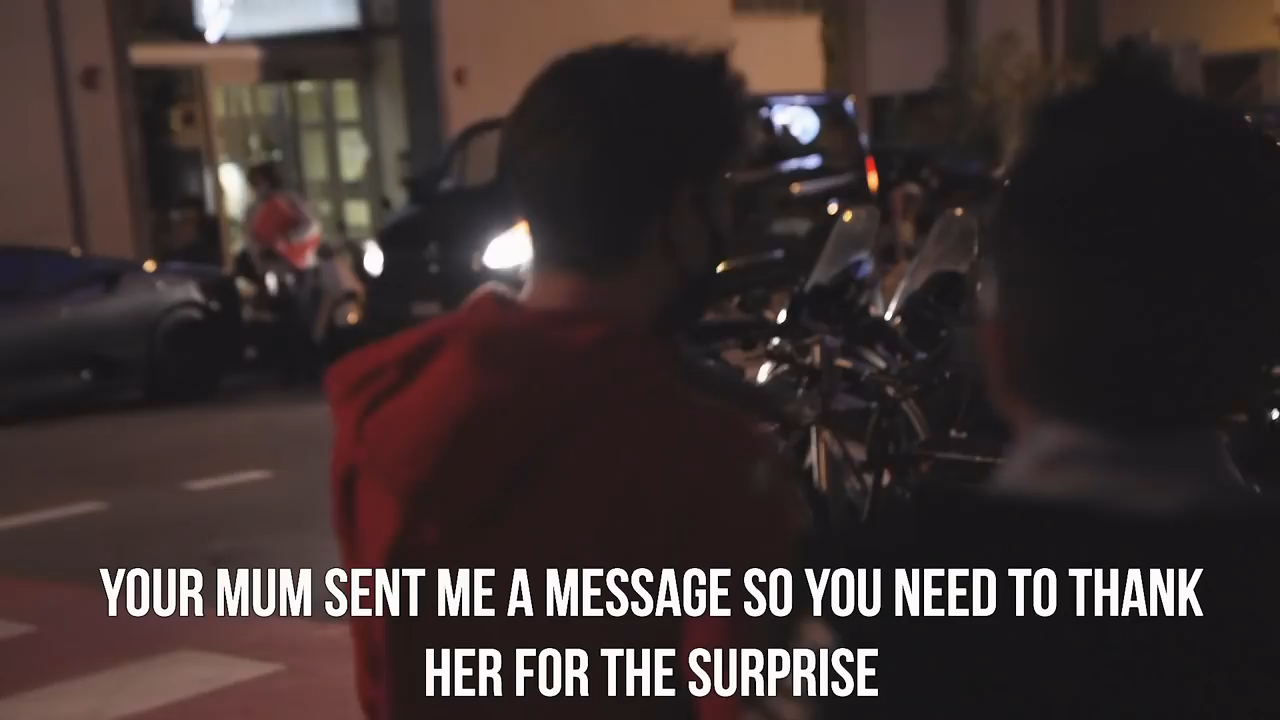 YOUR MUM SENT ME A MESSAGE SO YOU NEED TO THANK
HER FOR THE SURPRISE